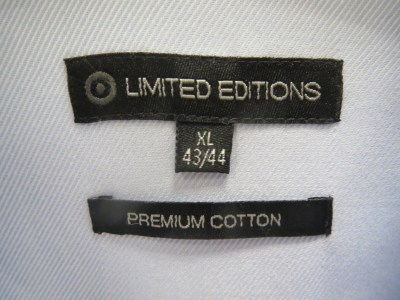 LIMITED EDITIONS
XL
43/44
PREMIUM COTTON